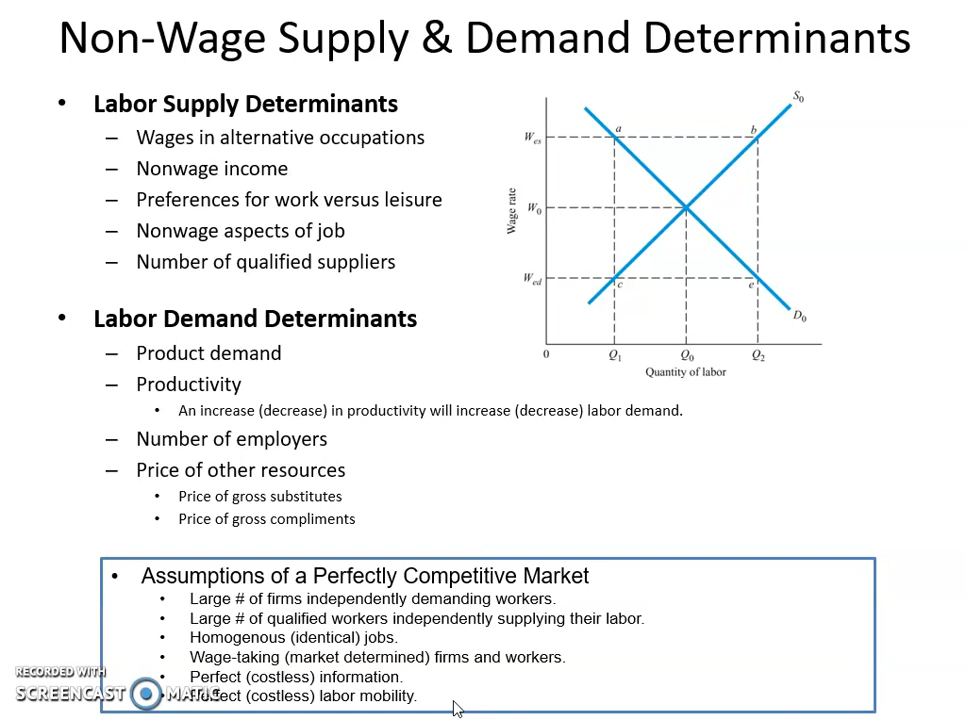 Non-Wage Supply & Demand Determinants
• Labor Supply Determinants
– Wages in alternative occupations
– Nonwage income
– Preferences for work versus leisure
– Nonwage aspects of job
– Number of qualified suppliers
S0
a
b
Wes
Wage rate
W0
Wed
c
e
D0
0
Q1
Q0
Q2
Quantity of labor
• Labor Demand Determinants
– Product demand
– Productivity
• An increase (decrease) in productivity will increase (decrease) labor demand.
– Number of employers
– Price of other resources
• Price of gross substitutes
• Price of gross compliments
• Assumptions of a Perfectly Competitive Market
• Large # of firms independently demanding workers.
• Large # of qualified workers independently supplying their labor.
• Homogenous (identical) jobs.
• Wage-taking (market determined) firms and workers.
• Perfect (costless) information.
(costless) labor mobility.
RECORDED WITH
SCREENCAST MATIC